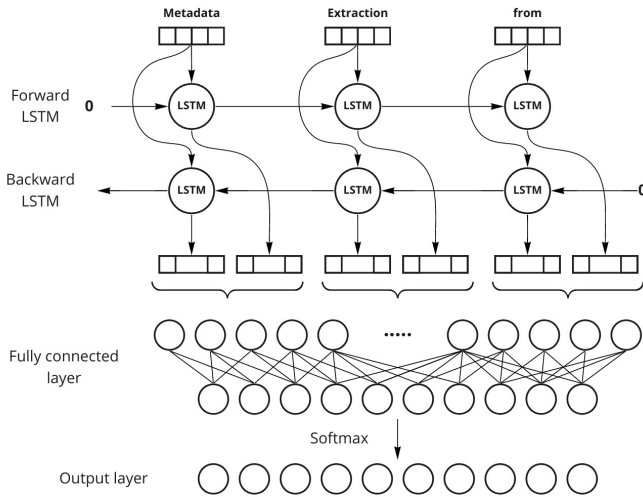 Metadata Extraction from
Forward
LSTM
0 LSTM LSTM LSTM
Backward
LSTM
LSTM LSTM LSTM 0
.....
Fully connected
layer
Softmax
Output layer